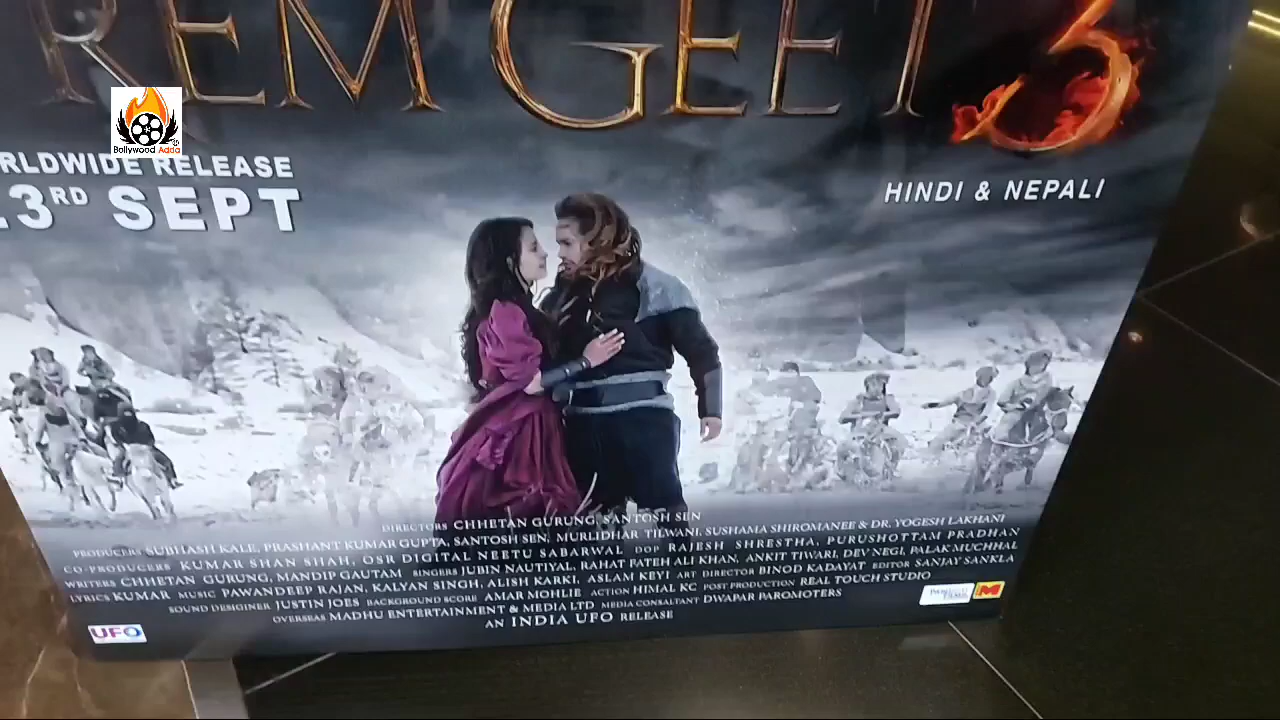 REM GEET 3
Bollywood Adda
RLDWIDE RELEASE
3RD SEPT
HINDI & NEPALI
DIRECTORS CHHETAN GURUNG, SANTOSH SEN
PRODUCERS SUBHASH KALE, PRASHANT KUMAR GUPTA, SANTOSH SEN, MURLIDHAR TILWANI, SUSHAMA SHIROMANEE & DR. YOGESH LAKHANI
CO-PRODUCERS KUMAR SHAN SHAH, OSR DIGITAL NEETU SABARWAL DOP RAJESH SHRESTHA, PURUSHOTTAM PRADHAN
WRITERS CHHETAN GURUNG, MANDIP GAUTAM SINGERS JUBIN NAUTIYAL, RAHAT FATEH ALI KHAN, ANKIT TIWARI, DEV NEGI, PALAK MUCHHAL
LYRICS KUMAR MUSIC PAWANDEEP RAJAN, KALYAN SINGH, ALISH KARKI, ASLAM KEYI ART DIRECTOR BINOD KADAYAT EDITOR SANJAY SANKLA
SOUND DESIGINER JUSTIN JOES BACKGROUND SCORE AMAR MOHLIE ACTION HIMAL KC POST PRODUCTION REAL TOUCH STUDIO
OVERSEAS MADHU ENTERTAINMENT & MEDIA LTD MEDIA CONSALTANT DWAPAR PAROMOTERS
AN INDIA UFO RELEASE
UFO
M